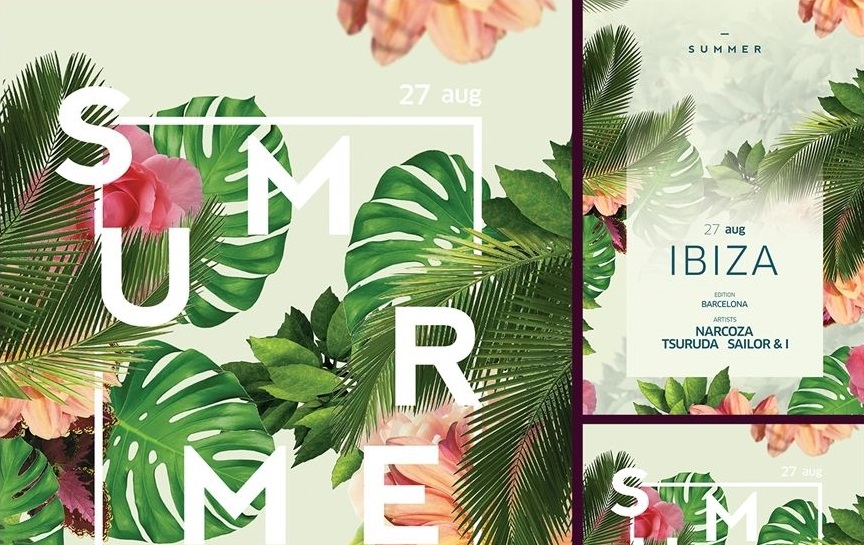 27 aug
S
M
U
R
M E
SUMMER
27 aug
IBIZA
EDITION
BARCELONA
ARTISTS
NARCOZA
TSURUDA SAILOR & I
27 aug
S
M
U